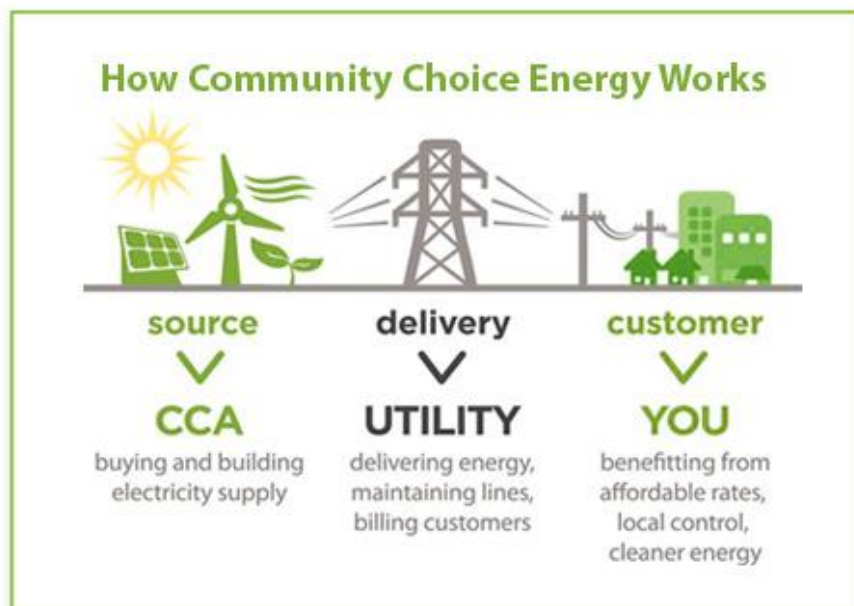 How Community Choice Energy Works
source
CCA
buying and building
electricity supply
delivery
UTILITY
delivering energy,
maintaining lines,
billing customers
customer
YOU
benefitting from
affordable rates,
local control,
cleaner energy